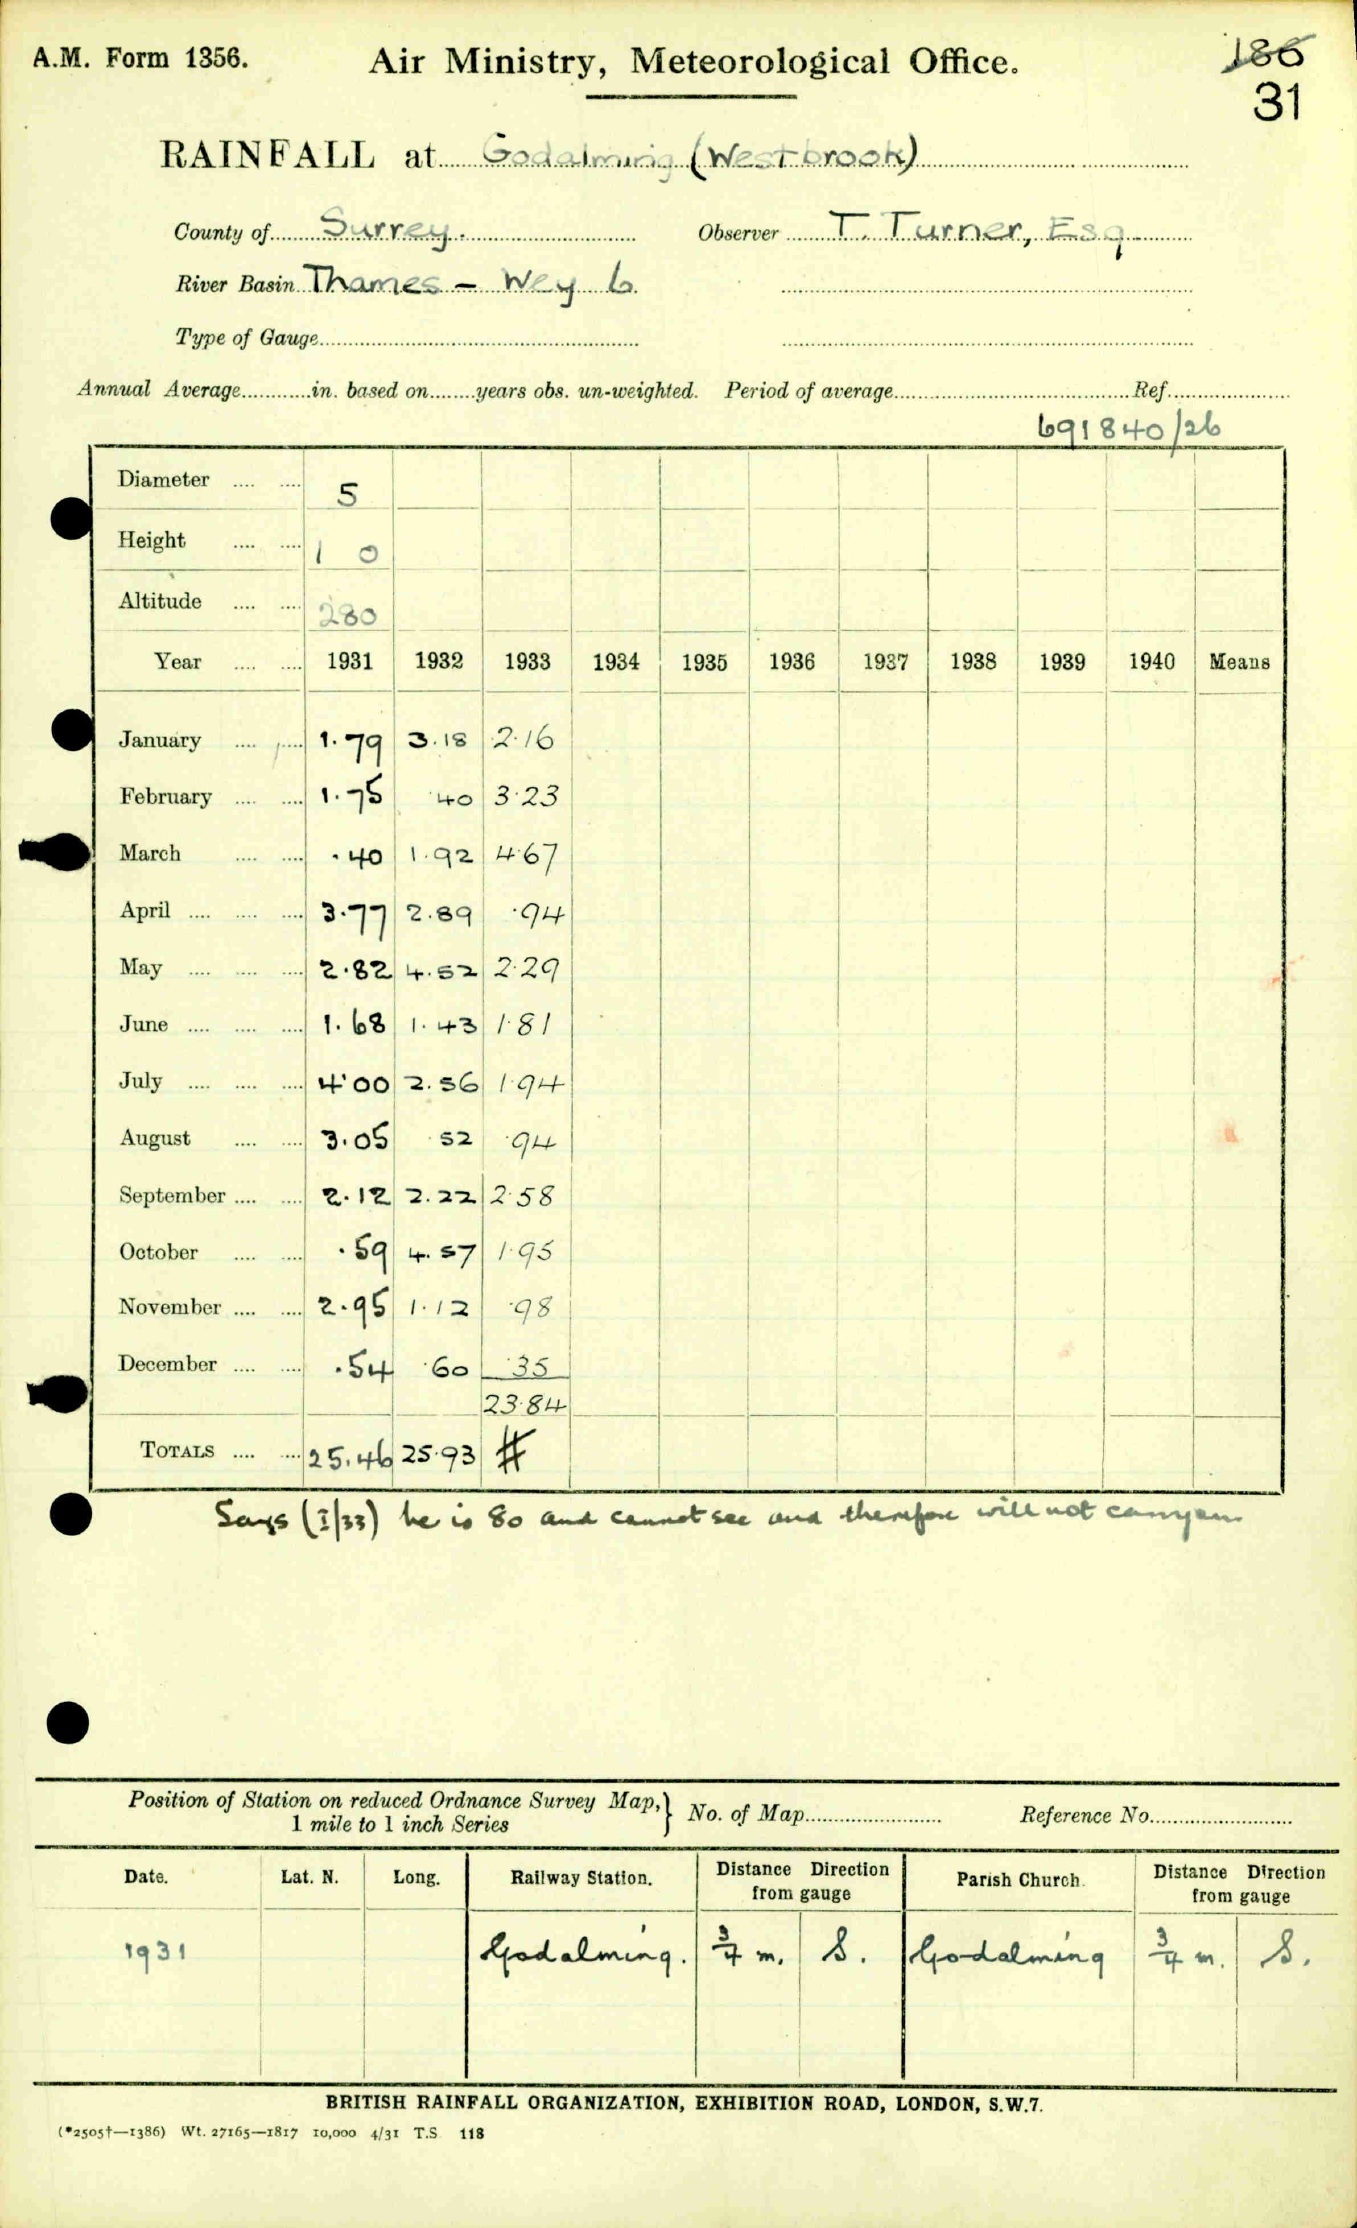 A.M. Form 1356.
Air Ministry, Meteorological Office.
186
31
RAINFALL at Godalming (Westbrook)
County of Surrey. Observer T. Turner, Esq.
River Basin Thames - Wey 6
Type of Gauge
Annual Average in. based on years obs. un-weighted. Period of average Ref.
691840/26
Diameter 5
Height 1 0
Altitude 280
Year 1931 1932 1933 1934 1935 1936 1937 1938 1939 1940 Means
January 1.79 3.18 2.16
February 1.75 .40 3.23
March .40 1.92 4.67
April 3.77 2.89 .94
May 2.82 4.52 2.29
June 1.68 1.43 1.81
July 4.00 2.56 1.94
August 3.05 .52 .94
September 2.12 2.22 2.58
October .59 4.57 1.95
November 2.95 1.12 .98
December .54 .60 .35
23.84
TOTALS 25.46 25.93 #
Says (I/33) he is 80 and cannot see and therefore will not carry on
Position of Station on reduced Ordnance Survey Map, } No. of Map Reference No.
1 mile to 1 inch Series
Date. Lat. N. Long. Railway Station. Distance Direction from gauge Parish Church. Distance Direction from gauge
1931 Godalming. 3/4 m. S. Godalming 3/4 m. S.
BRITISH RAINFALL ORGANIZATION, EXHIBITION ROAD, LONDON, S.W.7.
(*2505†—1386) Wt. 27165—1817 10,000 4/31 T.S. 118